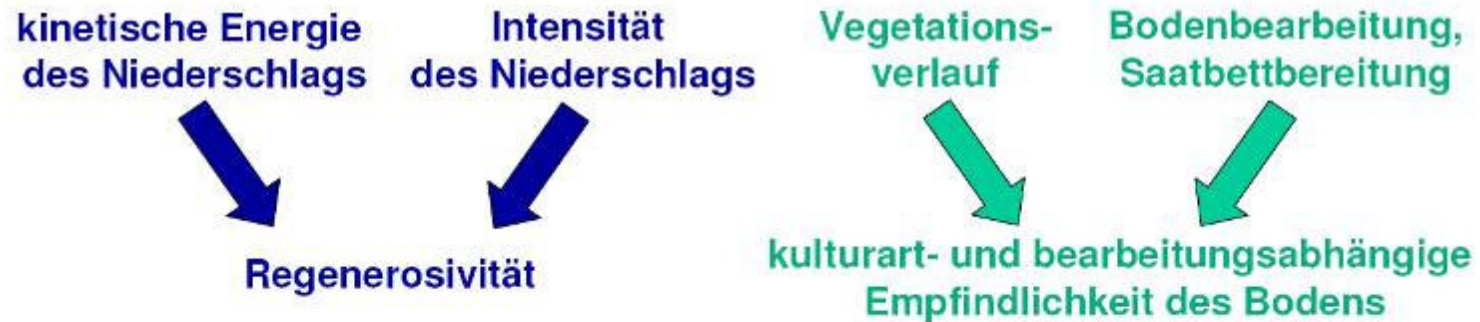 kinetische Energie
des Niederschlags
Intensität
des Niederschlags
Vegetations-
verlauf
Bodenbearbeitung,
Saatbettbereitung
Regenerosivität
kulturart- und bearbeitungsabhängige
Empfindlichkeit des Bodens